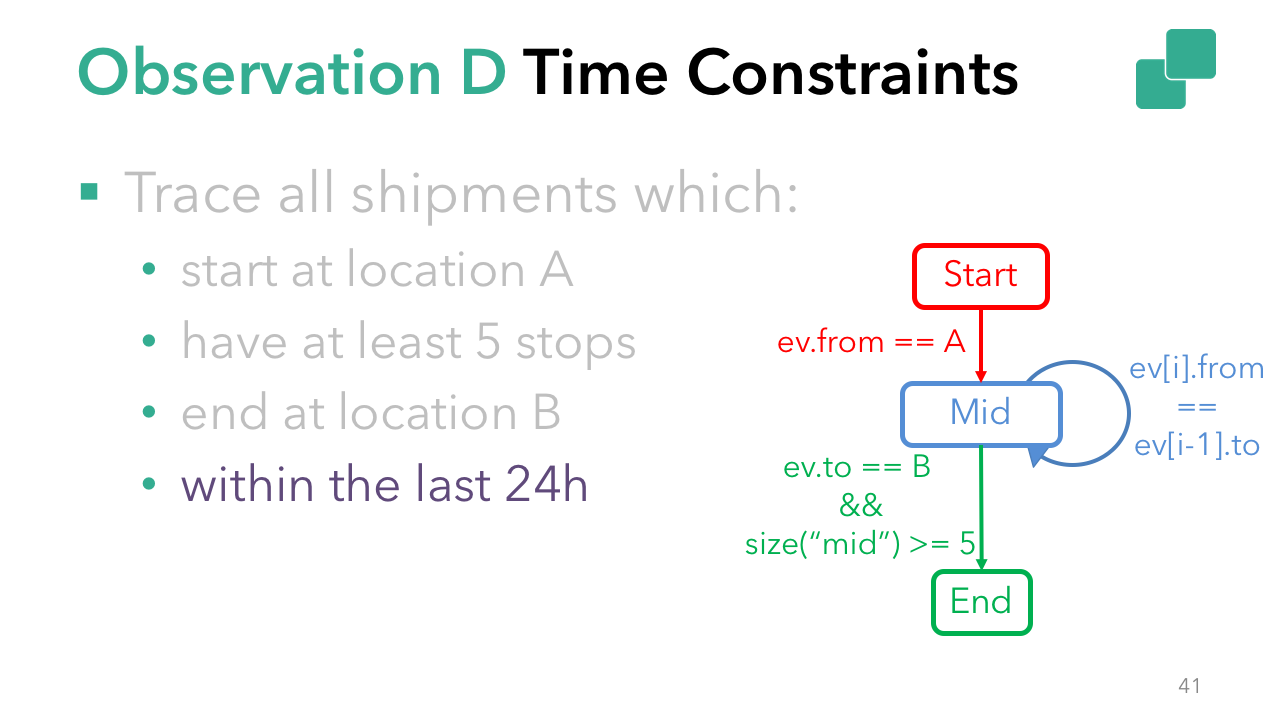 Observation D Time Constraints
Trace all shipments which:
start at location A
have at least 5 stops
end at location B
within the last 24h
Start
ev.from == A
Mid
ev[i].from
==
ev[i-1].to
ev.to == B
&&
size(“mid”) >= 5
End
41